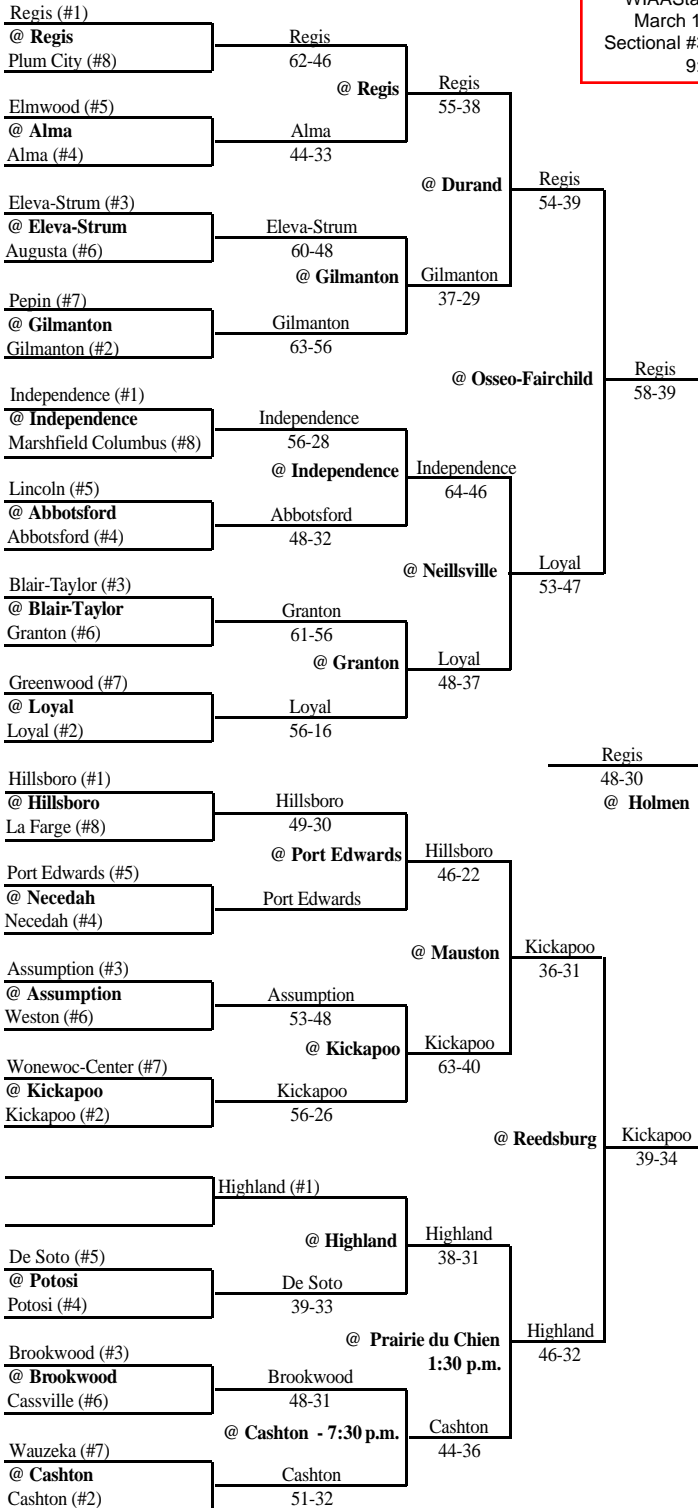 WIAASta
March 1
Sectional #3
9:
Regis (#1)
@ Regis
Plum City (#8)
Regis
62-46
@ Regis
Regis
55-38
Elmwood (#5)
@ Alma
Alma (#4)
Alma
44-33
@ Durand
Regis
54-39
Eleva-Strum (#3)
@ Eleva-Strum
Augusta (#6)
Eleva-Strum
60-48
@ Gilmanton
Gilmanton
37-29
Pepin (#7)
@ Gilmanton
Gilmanton (#2)
Gilmanton
63-56
@ Osseo-Fairchild
Regis
58-39
Independence (#1)
@ Independence
Marshfield Columbus (#8)
Independence
56-28
@ Independence
Independence
64-46
Lincoln (#5)
@ Abbotsford
Abbotsford (#4)
Abbotsford
48-32
@ Neillsville
Loyal
53-47
Blair-Taylor (#3)
@ Blair-Taylor
Granton (#6)
Granton
61-56
@ Granton
Loyal
48-37
Greenwood (#7)
@ Loyal
Loyal (#2)
Loyal
56-16
Regis
48-30
@ Holmen
Hillsboro (#1)
@ Hillsboro
La Farge (#8)
Hillsboro
49-30
@ Port Edwards
Hillsboro
46-22
Port Edwards (#5)
@ Necedah
Necedah (#4)
Port Edwards
@ Mauston
Kickapoo
36-31
Assumption (#3)
@ Assumption
Weston (#6)
Assumption
53-48
@ Kickapoo
Kickapoo
63-40
Wonewoc-Center (#7)
@ Kickapoo
Kickapoo (#2)
Kickapoo
56-26
@ Reedsburg
Kickapoo
39-34
Highland (#1)
@ Highland
Highland
38-31
De Soto (#5)
@ Potosi
Potosi (#4)
De Soto
39-33
@ Prairie du Chien
1:30 p.m.
Highland
46-32
Brookwood (#3)
@ Brookwood
Cassville (#6)
Brookwood
48-31
@ Cashton - 7:30 p.m.
Cashton
44-36
Wauzeka (#7)
@ Cashton
Cashton (#2)
Cashton
51-32